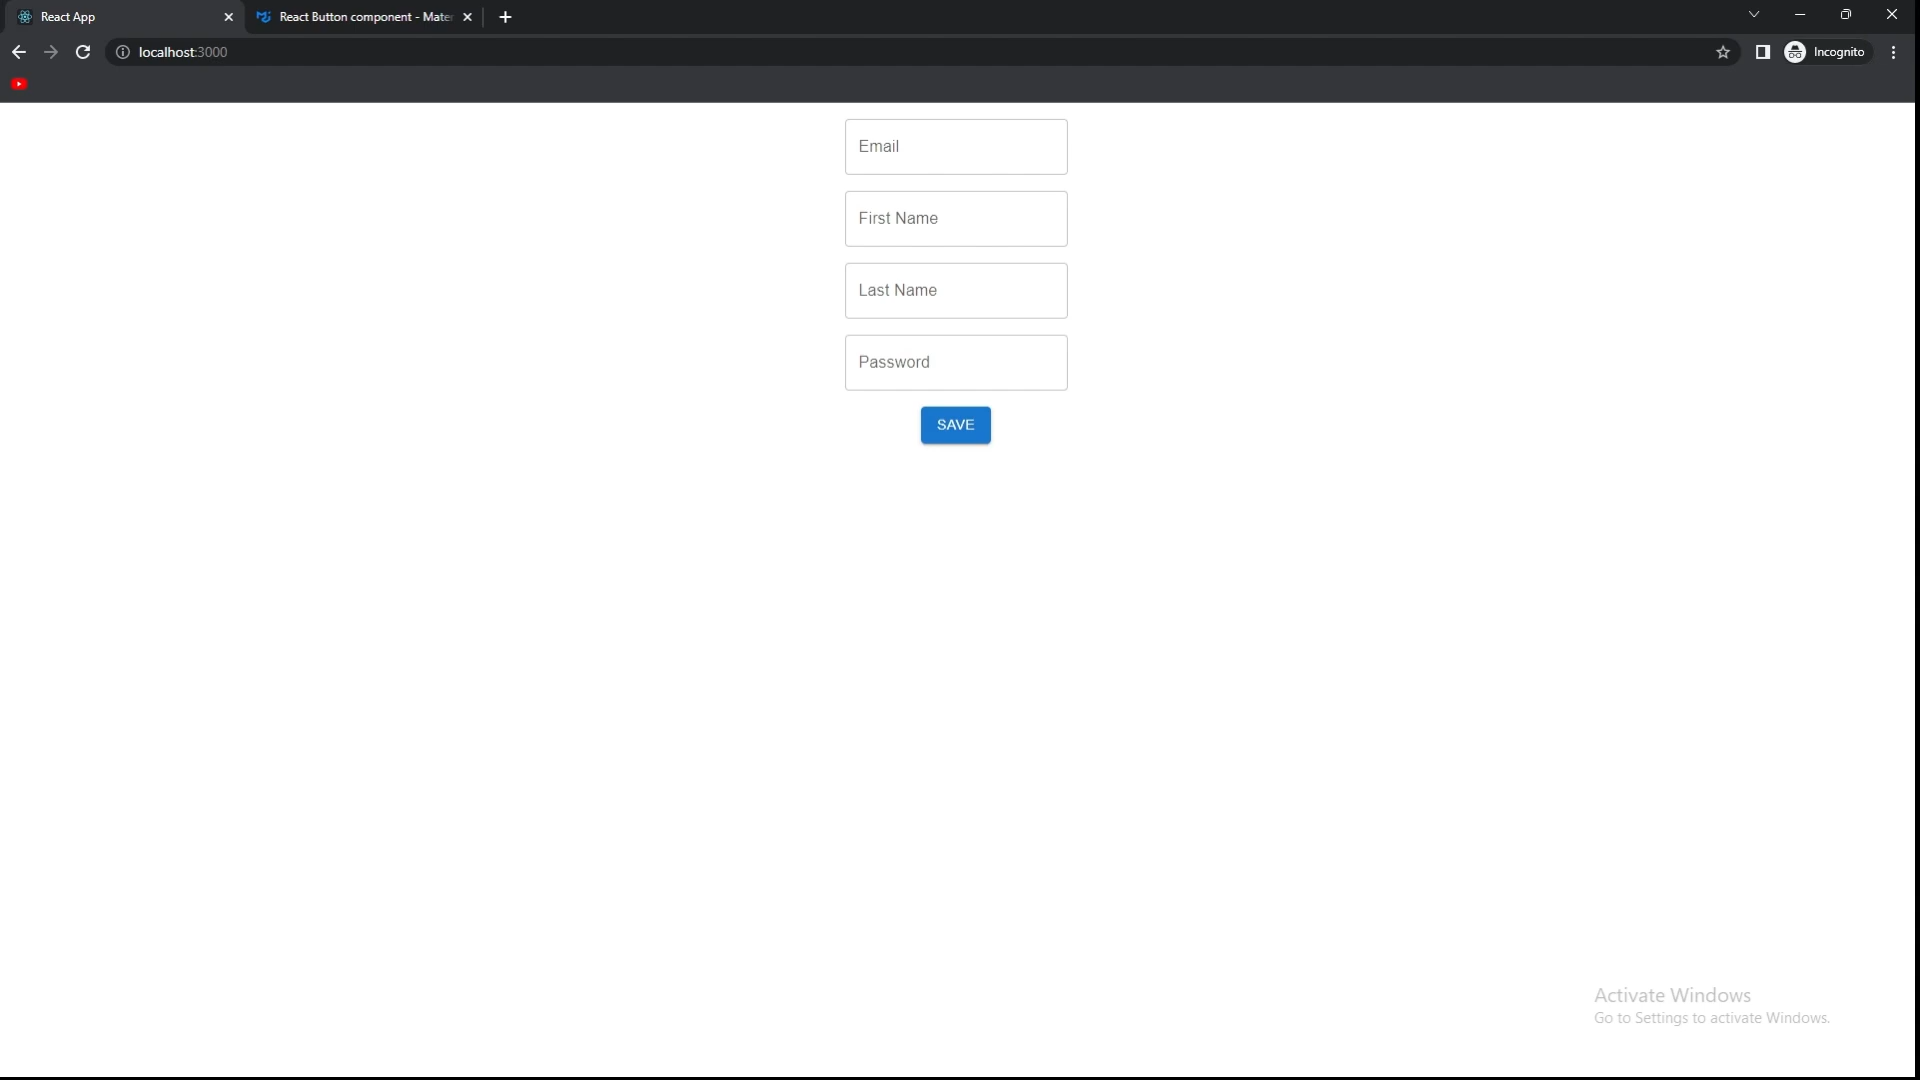 React App
React Button component - Mater
localhost:3000
Incognito
Email
First Name
Last Name
Password
SAVE
Activate Windows
Go to Settings to activate Windows.